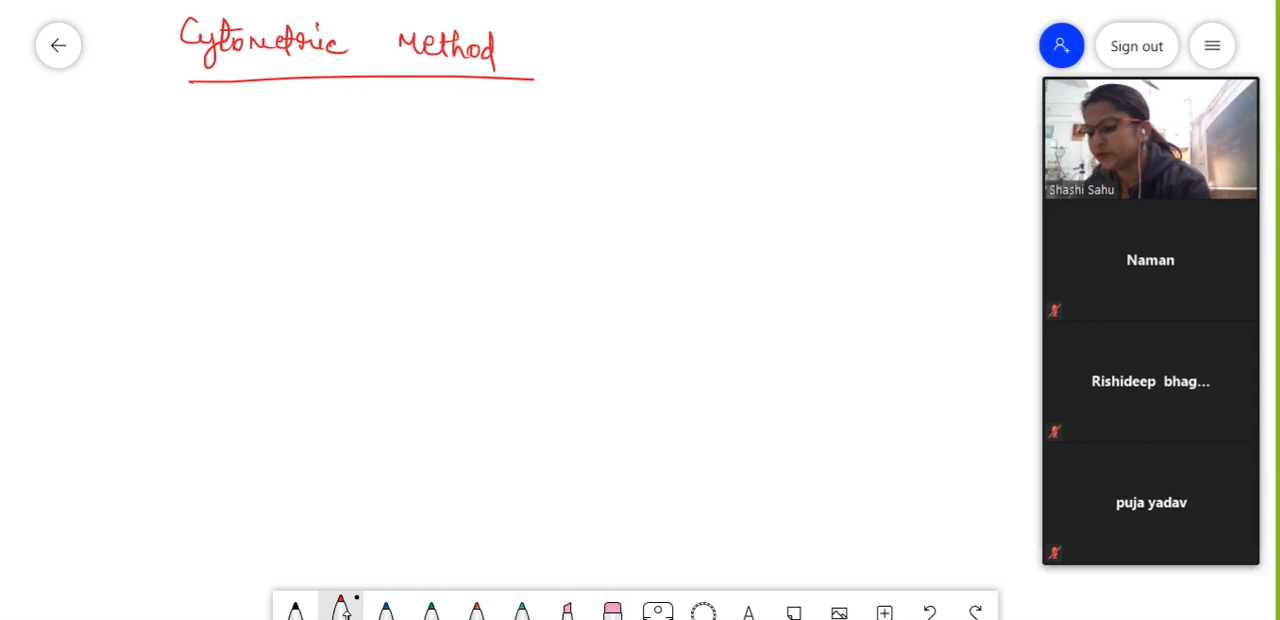 Cytometric Method
Sign out
Shashi Sahu
Naman
Rishideep bhag...
puja yadav
A